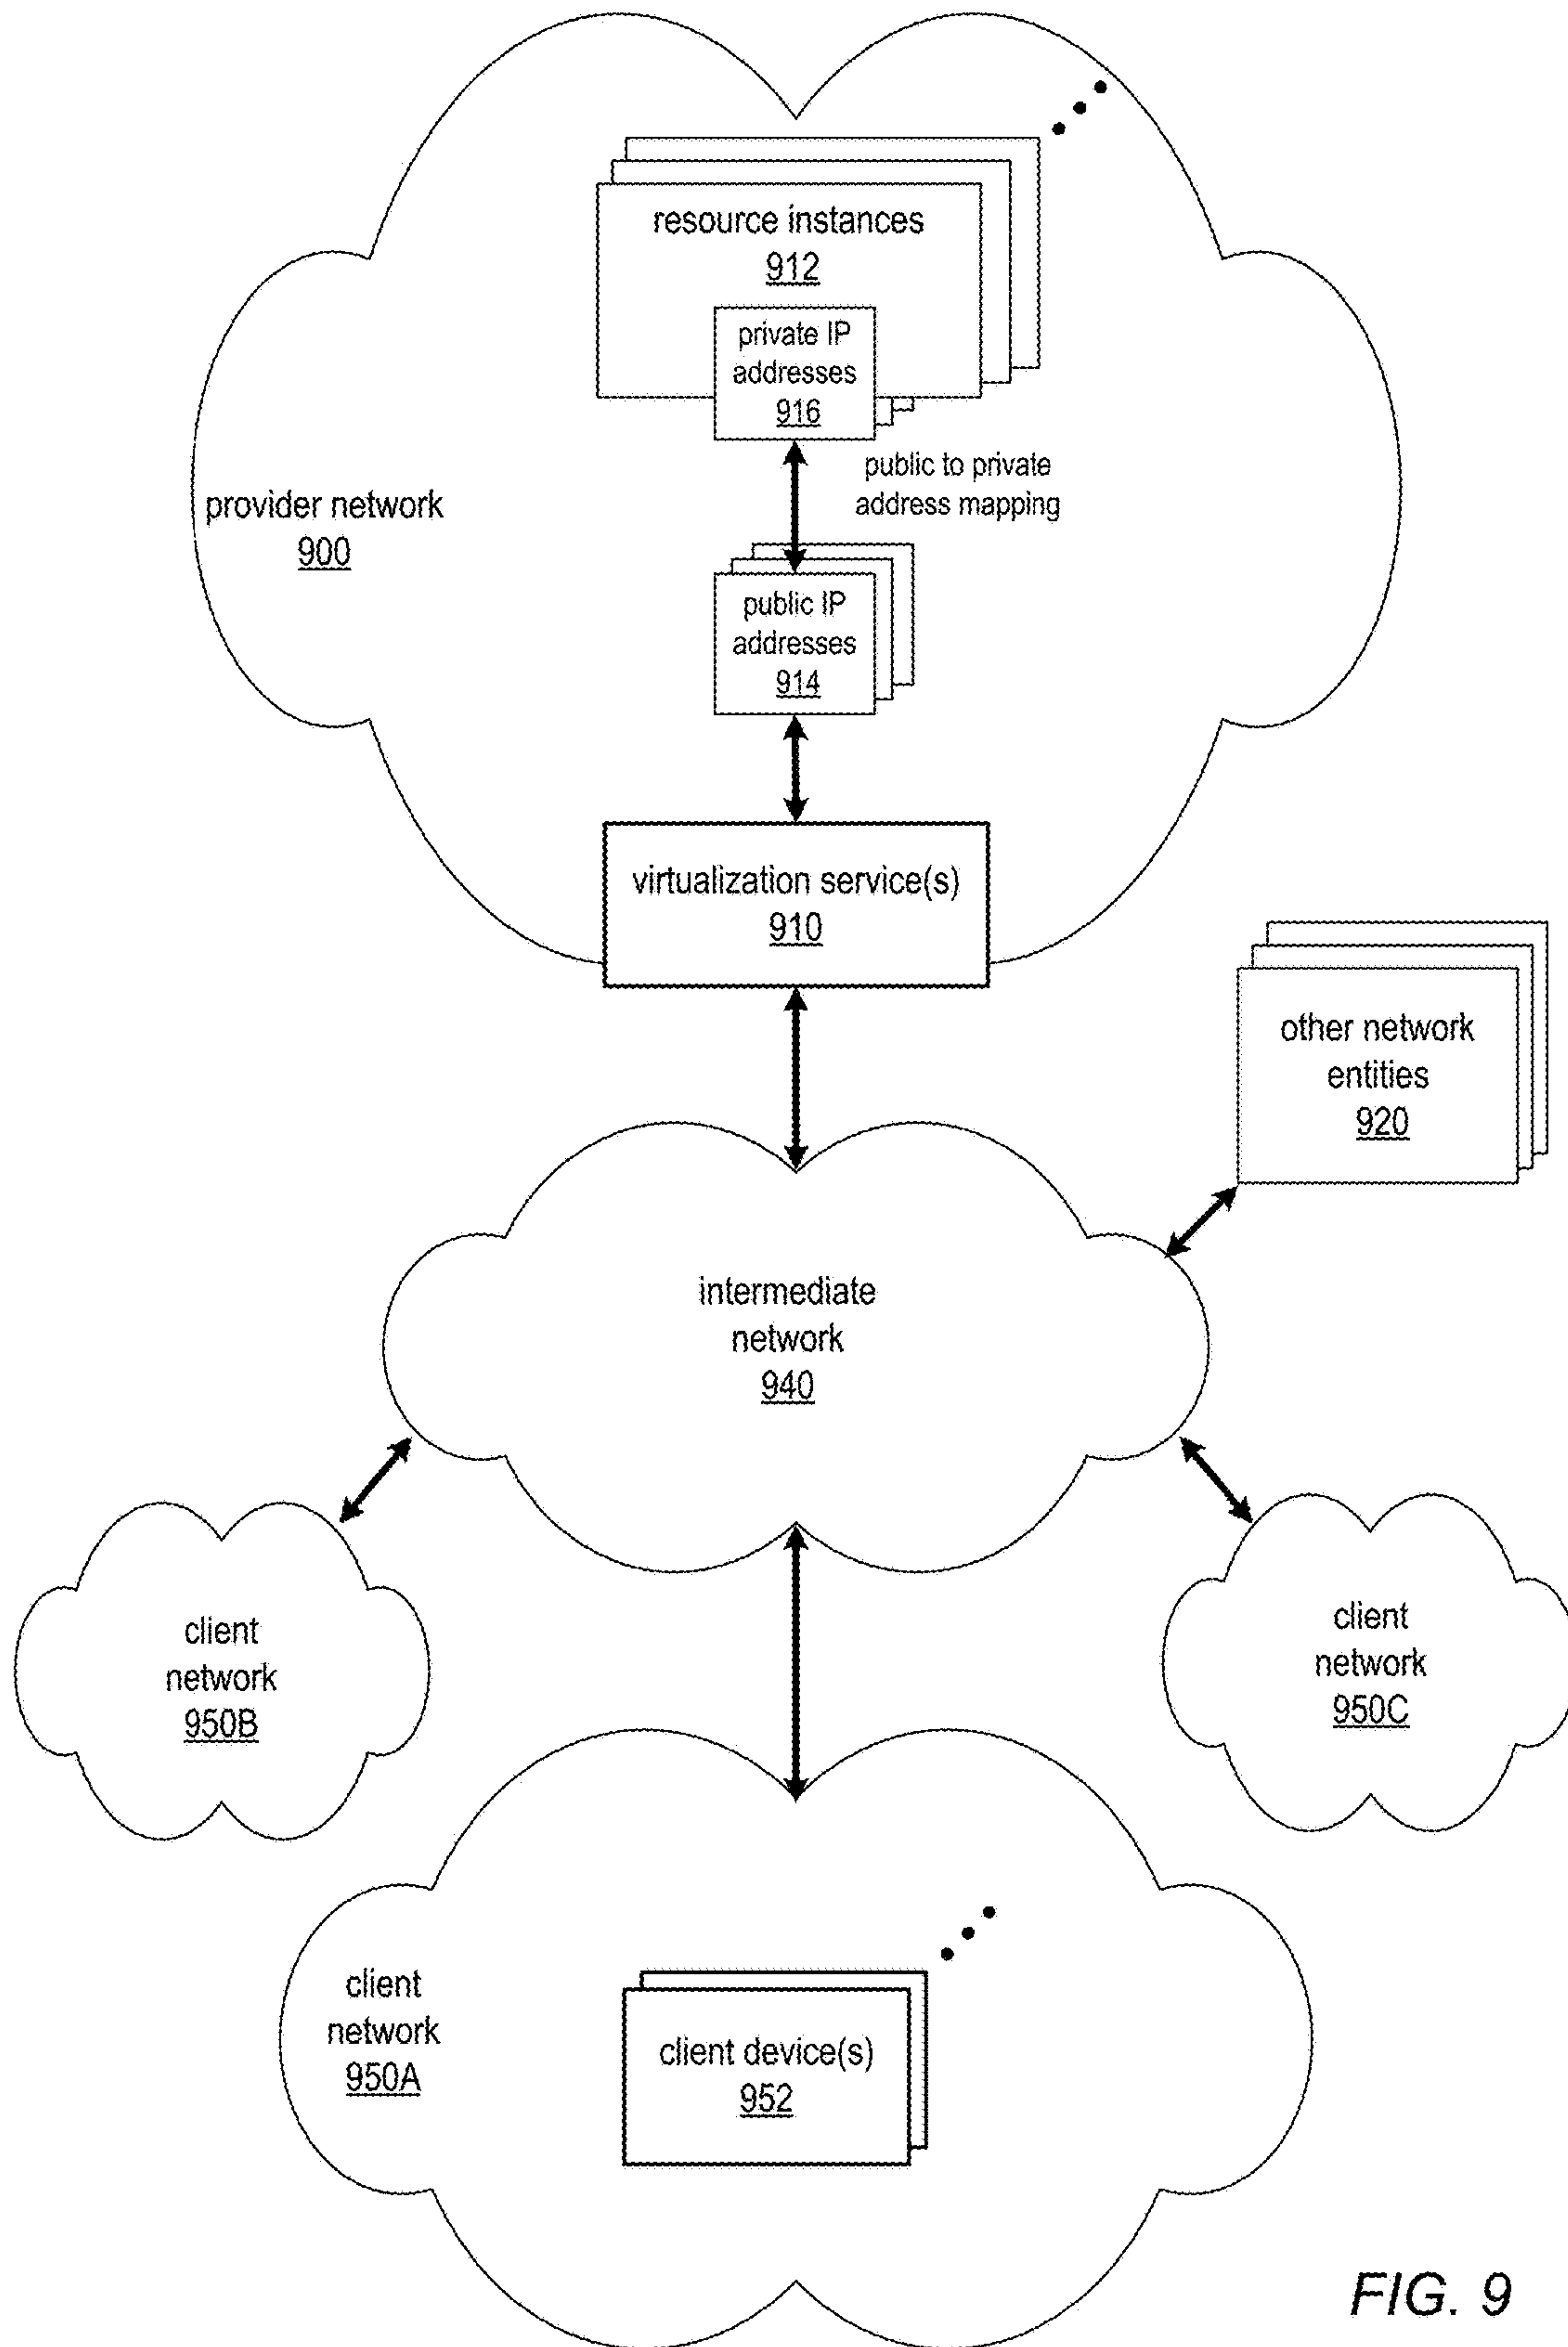 resource instances
912
private IP
addresses
916
public to private
address mapping
provider network
900
public IP
addresses
914
virtualization service(s)
910
other network
entities
920
intermediate
network
940
client
network
950B
client
network
950C
client
network
950A
client device(s)
952
FIG. 9